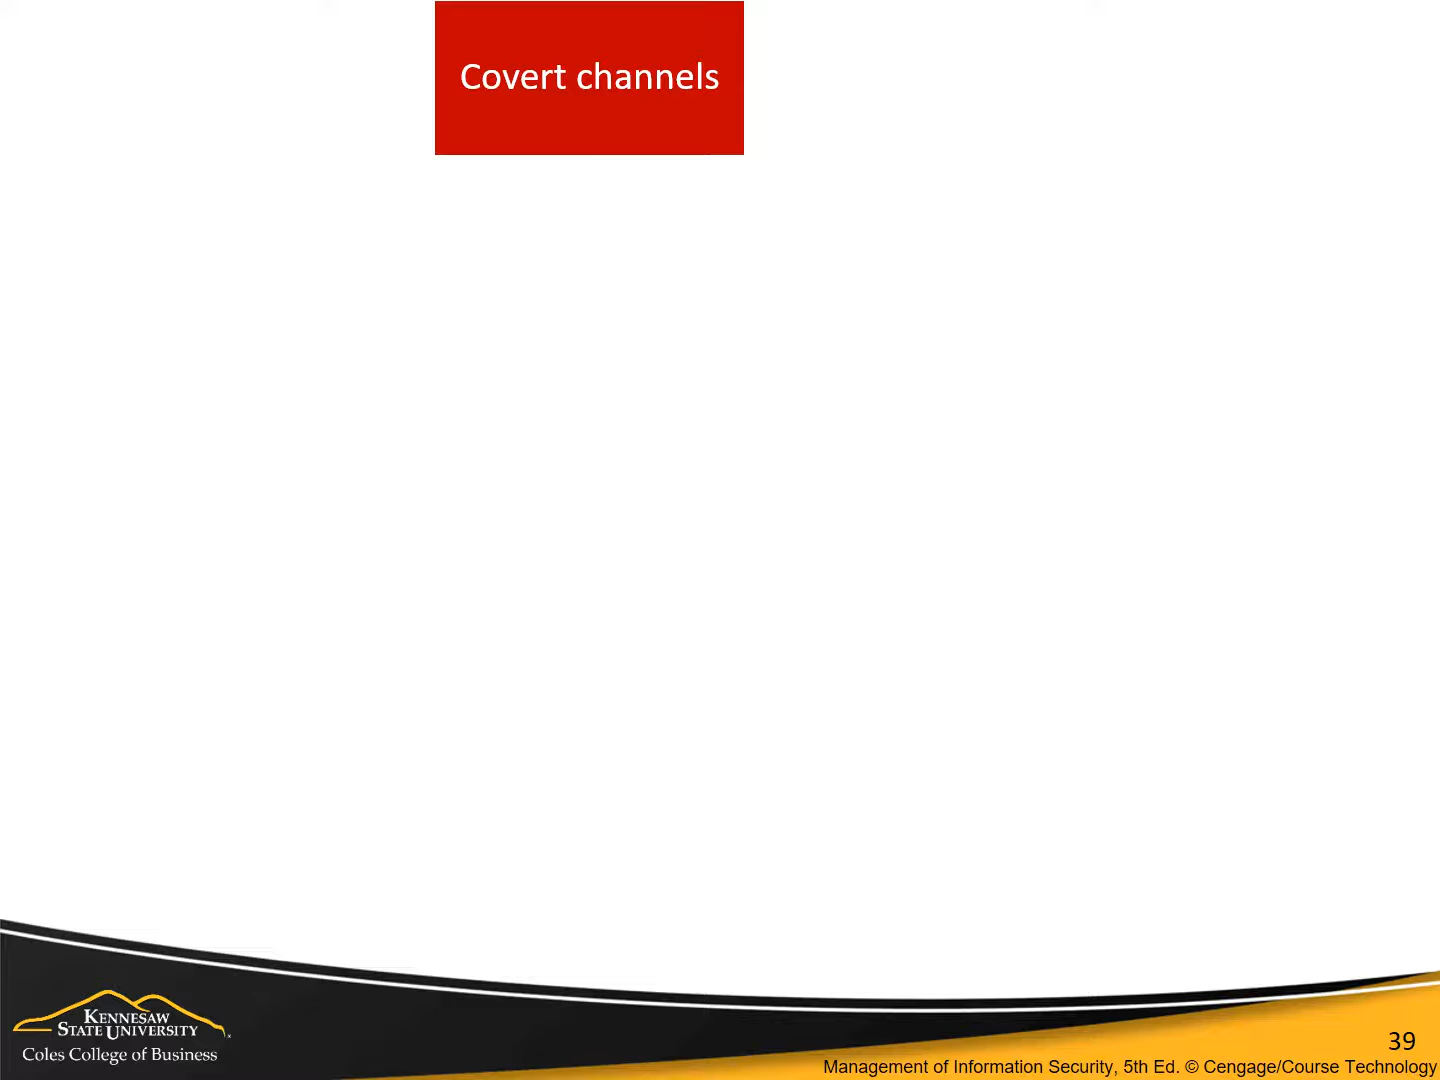 Covert channels
KENNESAW
STATE UNIVERSITY
Coles College of Business
39
Management of Information Security, 5th Ed. © Cengage/Course Technology